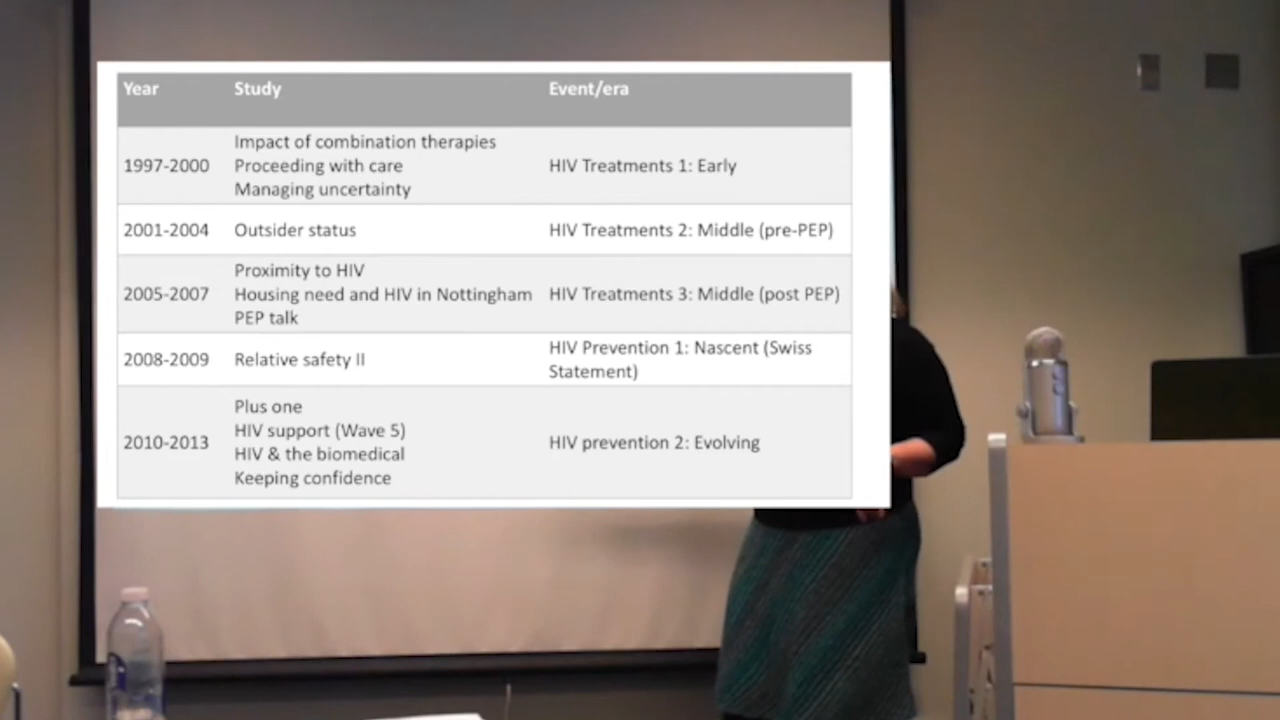 Year Study Event/era
Impact of combination therapies
1997-2000 Proceeding with care HIV Treatments 1: Early
Managing uncertainty
2001-2004 Outsider status HIV Treatments 2: Middle (pre-PEP)
Proximity to HIV
2005-2007 Housing need and HIV in Nottingham HIV Treatments 3: Middle (post PEP)
PEP talk
2008-2009 Relative safety II HIV Prevention 1: Nascent (Swiss
Statement)
Plus one
HIV support (Wave 5)
2010-2013 HIV prevention 2: Evolving
HIV & the biomedical
Keeping confidence